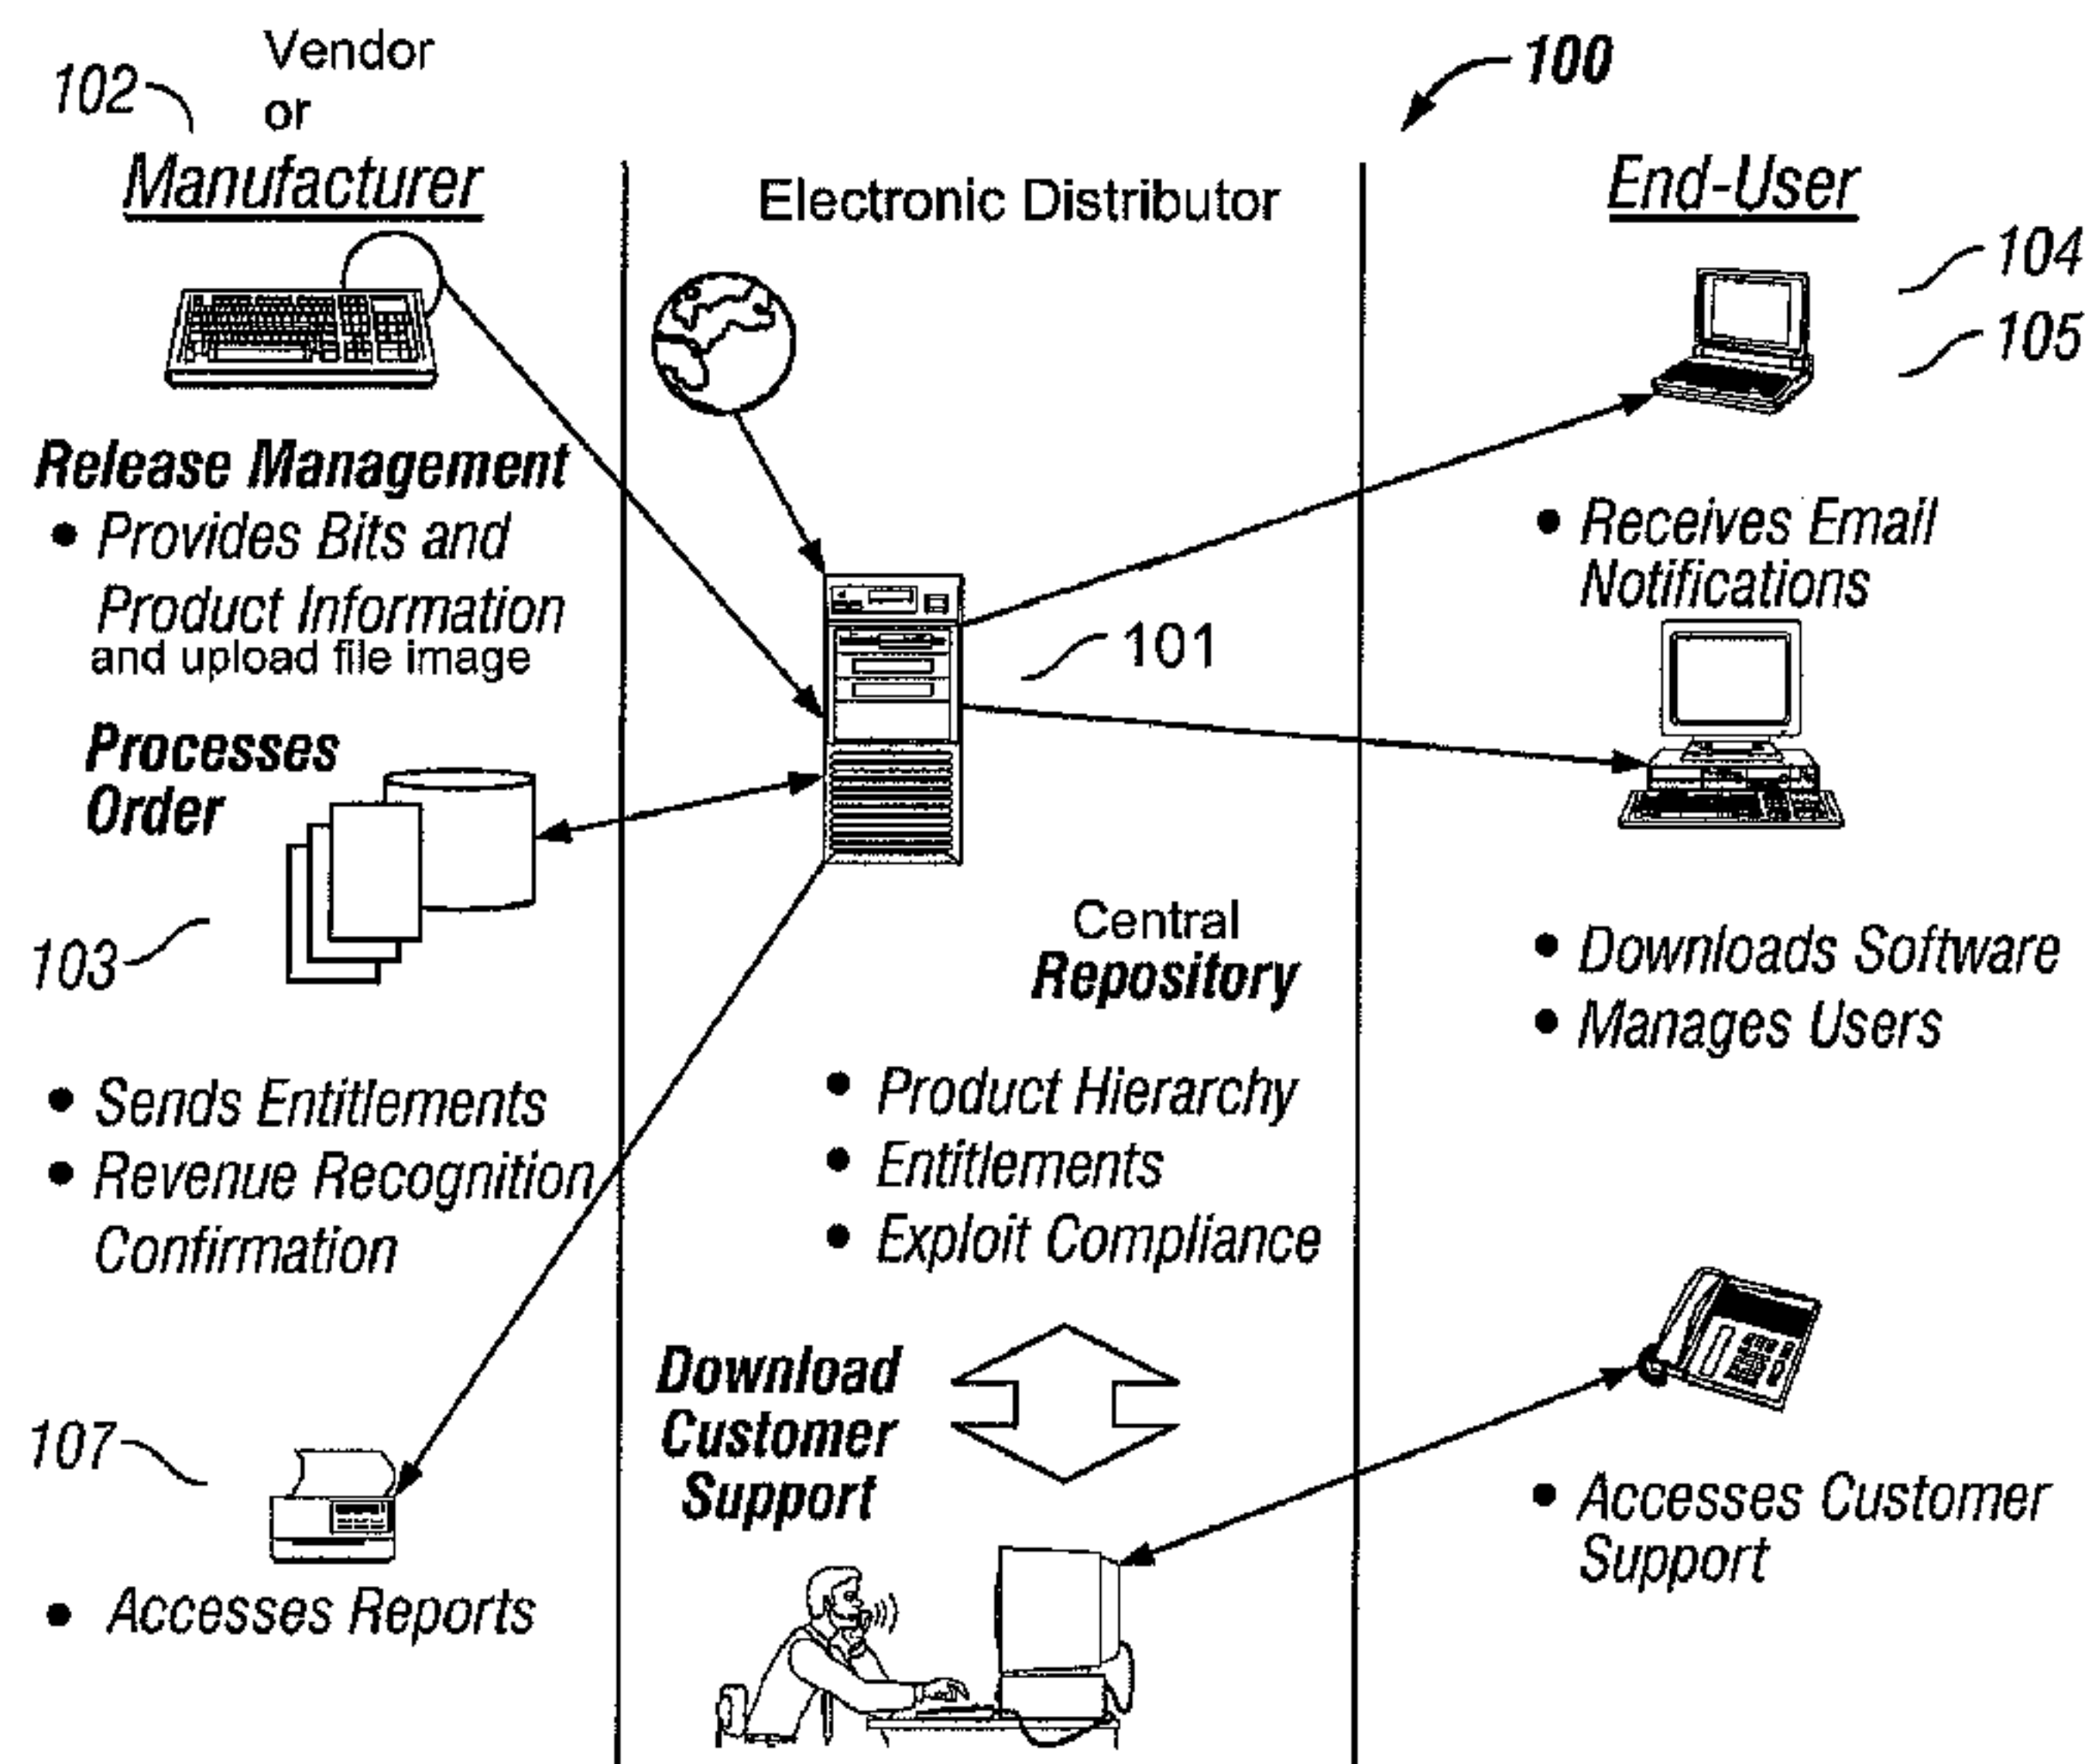 102
Vendor
or
Manufacturer
Release Management
• Provides Bits and
Product Information
and upload file image
Processes
Order
103
• Sends Entitlements
• Revenue Recognition
Confirmation
107
• Accesses Reports
Electronic Distributor
101
Central
Repository
• Product Hierarchy
• Entitlements
• Exploit Compliance
Download
Customer
Support
100
End-User
104
105
• Receives Email
Notifications
• Downloads Software
• Manages Users
• Accesses Customer
Support